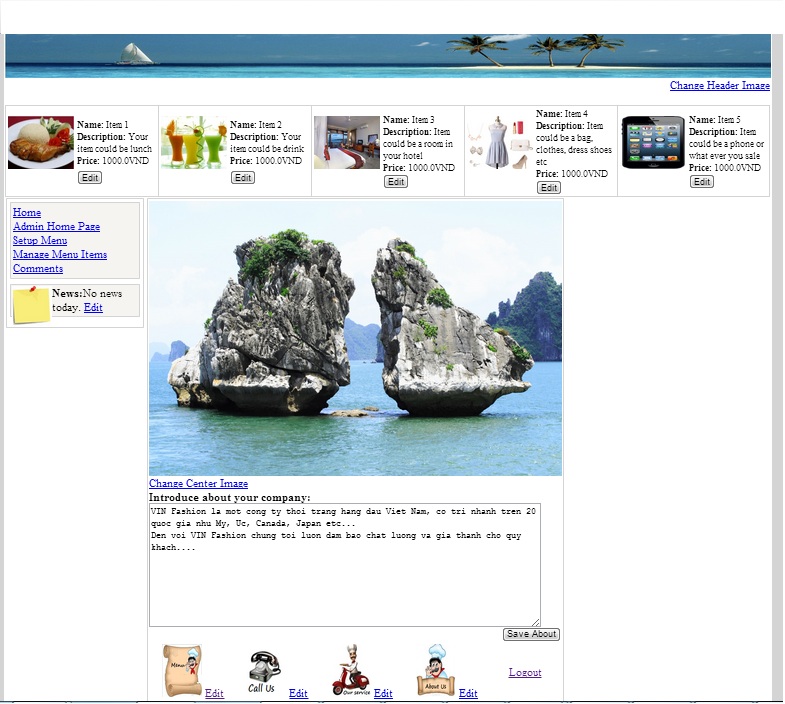 Change Header Image
Name: Item 1
Description: Your
item could be lunch
Price: 1000.0VND
Edit
Name: Item 2
Description: Your
item could be drink
Price: 1000.0VND
Edit
Name: Item 3
Description: Item
could be a room in
your hotel
Price: 1000.0VND
Edit
Name: Item 4
Description: Item
could be a bag,
clothes, dress shoes
etc
Price: 1000.0VND
Edit
Name: Item 5
Description: Item
could be a phone or
what ever you sale
Price: 1000.0VND
Edit
Home
Admin Home Page
Setup Menu
Manage Menu Items
Comments
News:No news
today. Edit
Change Center Image
Introduce about your company:
VIN Fashion la mot cong ty thoi trang hang dau Viet Nam, co tri nhanh tren 20
quoc gia nhu My, Uc, Canada, Japan etc...
Den voi VIN Fashion chung toi luon dam bao chat luong va gia thanh cho quy
khach....
Save About
Menu
Edit
Call Us
Edit
Our service
Edit
About Us
Edit
Logout